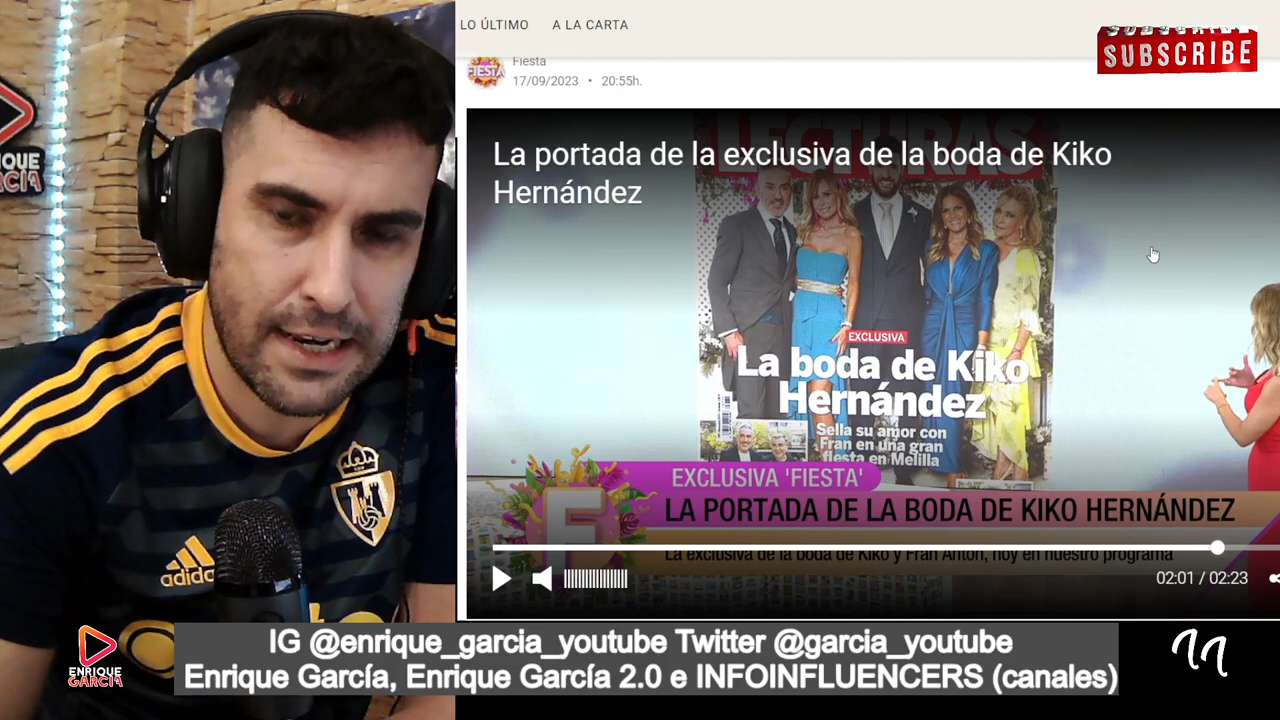 LO ÚLTIMO A LA CARTA
SUBSCRIBE
Fiesta
FIESTA
17/09/2023 • 20:55h.
LECTURAS
La portada de la exclusiva de la boda de Kiko
Hernández
EXCLUSIVA
La boda de Kiko
Hernández
Sella su amor con
Fran en una gran
fiesta en Melilla
EXCLUSIVA 'FIESTA'
F
LA PORTADA DE LA BODA DE KIKO HERNÁNDEZ
La exclusiva de la boda de Kiko y Fran Antón, hoy en nuestro programa
02:01 / 02:23
adidas
IG @enrique_garcia_youtube Twitter @garcia_youtube
Enrique García, Enrique García 2.0 e INFOINFLUENCERS (canales)
ENRIQUE
GARCÍA